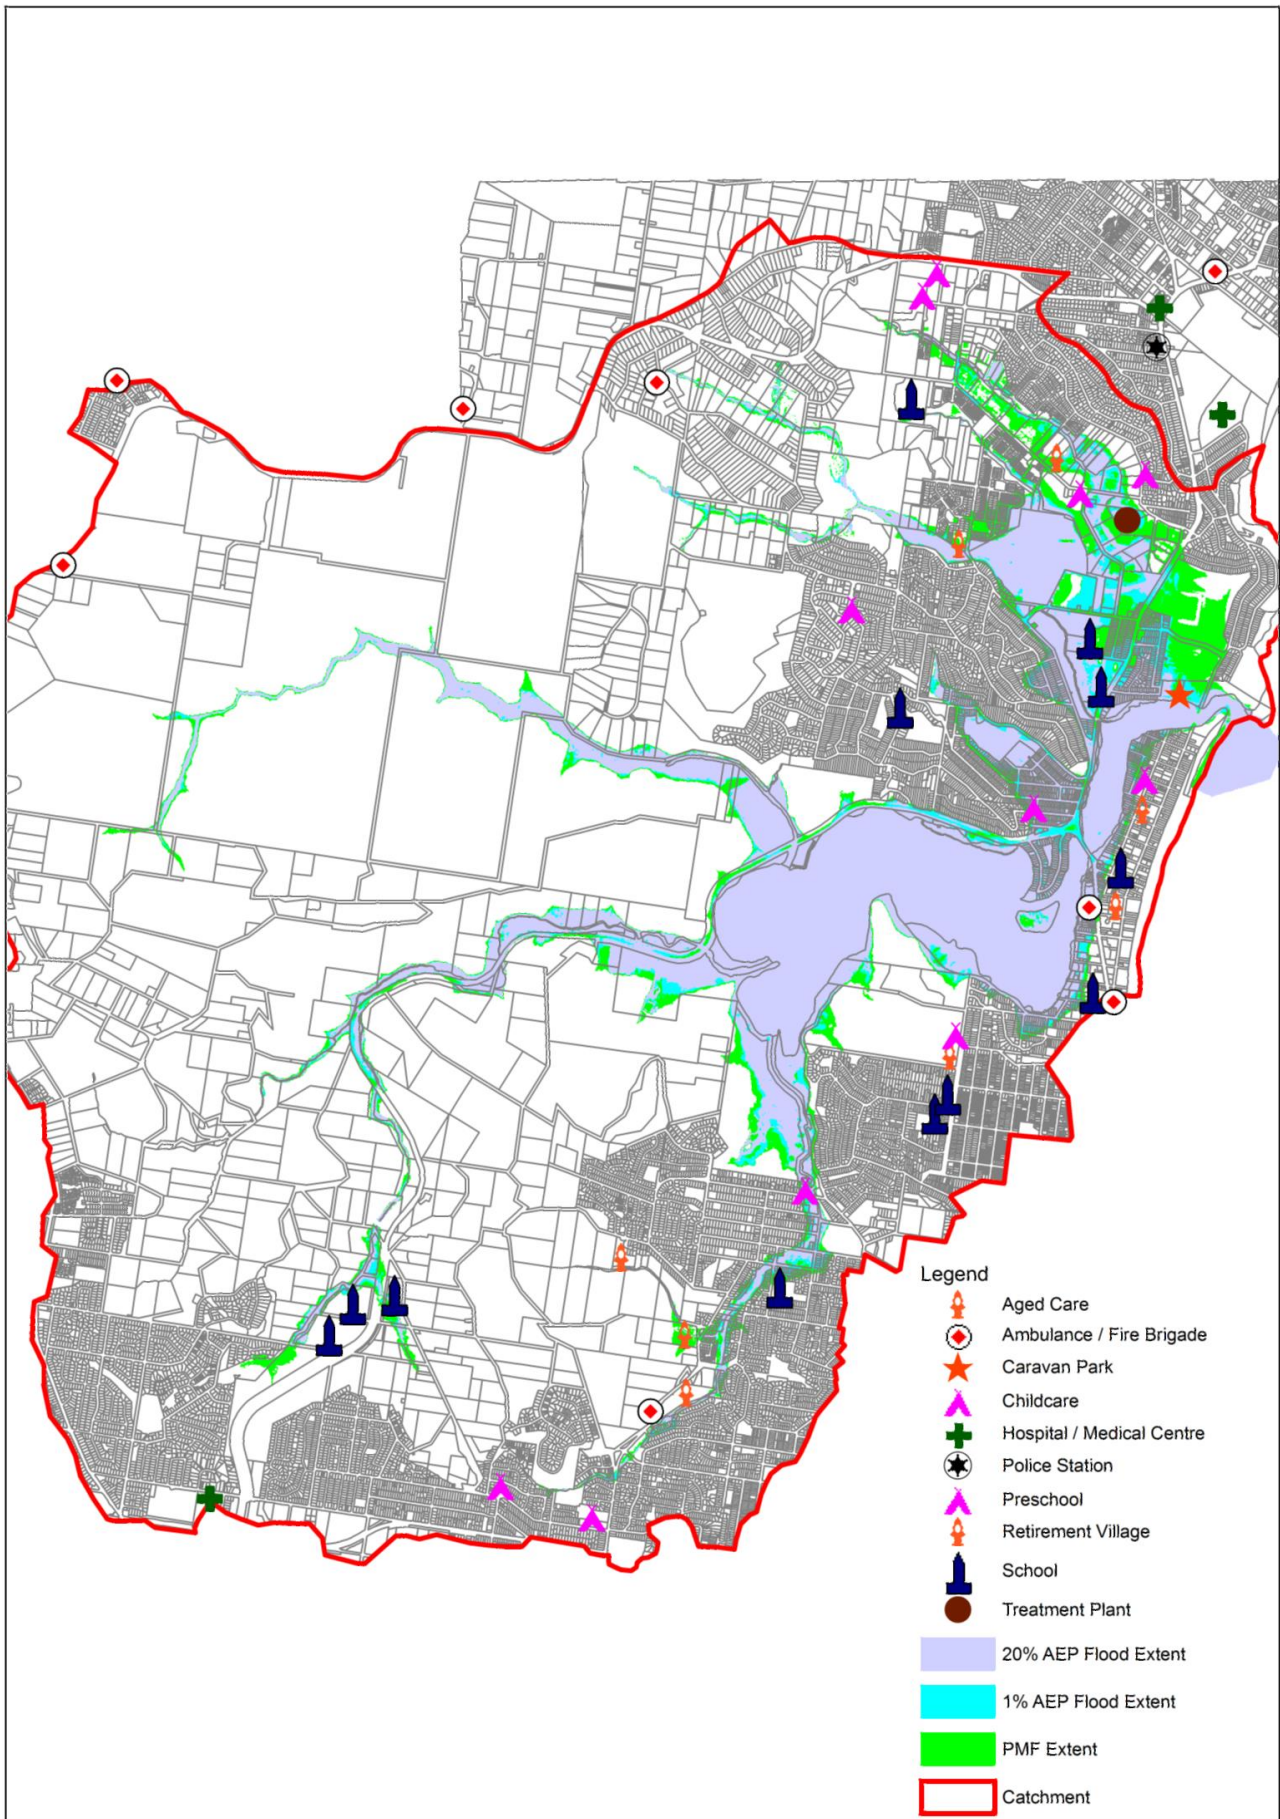 Legend
Aged Care
Ambulance / Fire Brigade
Caravan Park
Childcare
Hospital / Medical Centre
Police Station
Preschool
Retirement Village
School
Treatment Plant
20% AEP Flood Extent
1% AEP Flood Extent
PMF Extent
Catchment